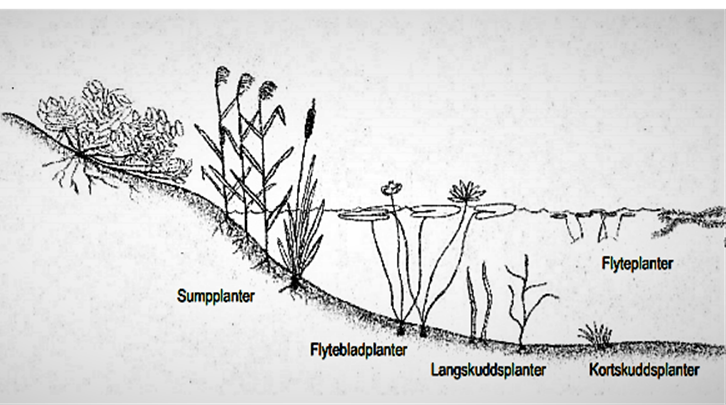 Flyteplanter
Sumpplanter
Flytebladplanter
Langskuddsplanter
Kortskuddsplanter